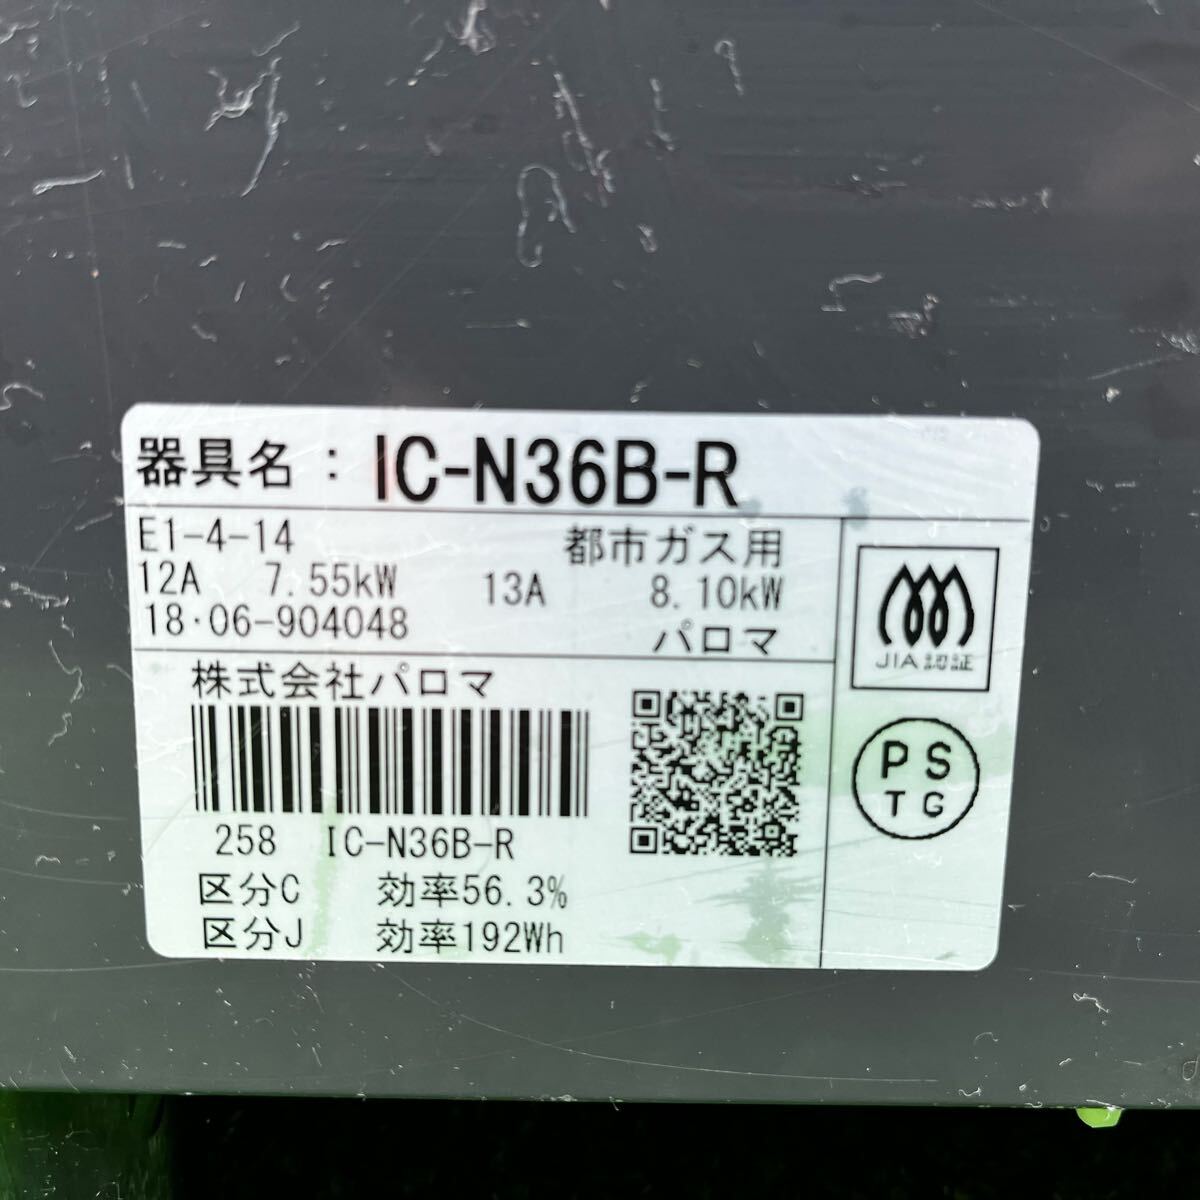 器具名：IC-N36B-R
E1-4-14 都市ガス用
12A 7.55kW 13A 8.10kW
18·06-904048 パロマ
JIA認証
株式会社パロマ
PS
TG
258 IC-N36B-R
区分C 効率56.3%
区分J 効率192Wh